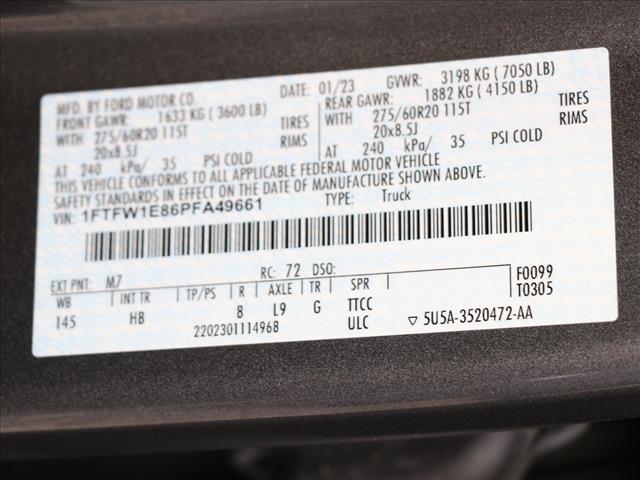 MFD. BY FORD MOTOR CO.
DATE: 01/23 GVWR: 3198 KG ( 7050 LB)
FRONT GAWR: 1633 KG ( 3600 LB)
REAR GAWR: 1882 KG ( 4150 LB)
WITH 275/60R20 115T TIRES
WITH 275/60R20 115T TIRES
20x8.5J RIMS
20x8.5J RIMS
AT 240 kPa/ 35 PSI COLD
AT 240 kPa/ 35 PSI COLD
THIS VEHICLE CONFORMS TO ALL APPLICABLE FEDERAL MOTOR VEHICLE
SAFETY STANDARDS IN EFFECT ON THE DATE OF MANUFACTURE SHOWN ABOVE.
VIN: 1FTFW1E86PFA49661 TYPE: Truck
EXT PNT: M7 RC: 72 DSO:
WB INT TR TP/PS R AXLE TR SPR F0099
145 HB 8 L9 G TTCC T0305
2202301114968 ULC ▽ 5U5A-3520472-AA